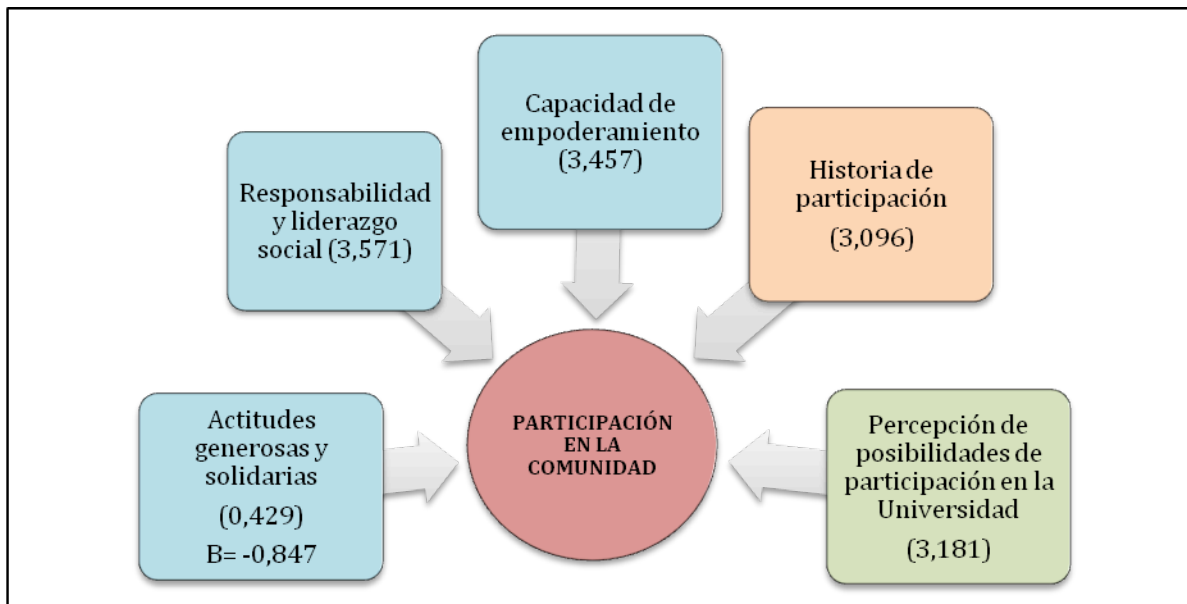 Capacidad de
empoderamiento
(3,457)
Responsabilidad
y liderazgo
social (3,571)
Historia de
participación
(3,096)
Actitudes
generosas y
solidarias
(0,429)
B= -0,847
PARTICIPACIÓN
EN LA
COMUNIDAD
Percepción de
posibilidades de
participación en la
Universidad
(3,181)